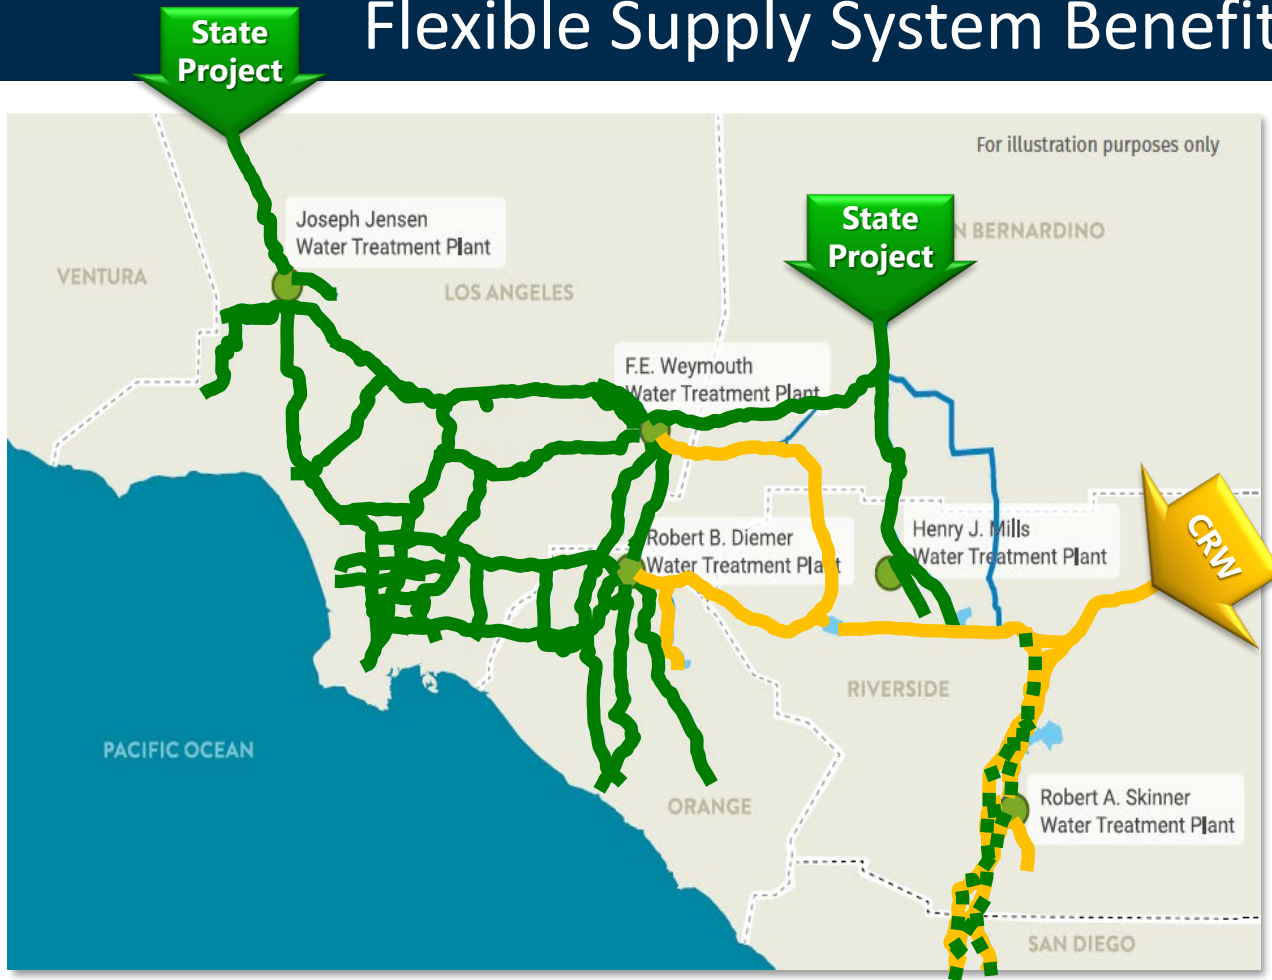 Flexible Supply System Benefit
State
Project
For illustration purposes only
Joseph Jensen
Water Treatment Plant
State
Project
N BERNARDINO
VENTURA
LOS ANGELES
F.E. Weymouth
Water Treatment Plant
CRW
Robert B. Diemer
Water Treatment Plant
Henry J. Mills
Water Treatment Plant
RIVERSIDE
PACIFIC OCEAN
ORANGE
Robert A. Skinner
Water Treatment Plant
SAN DIEGO